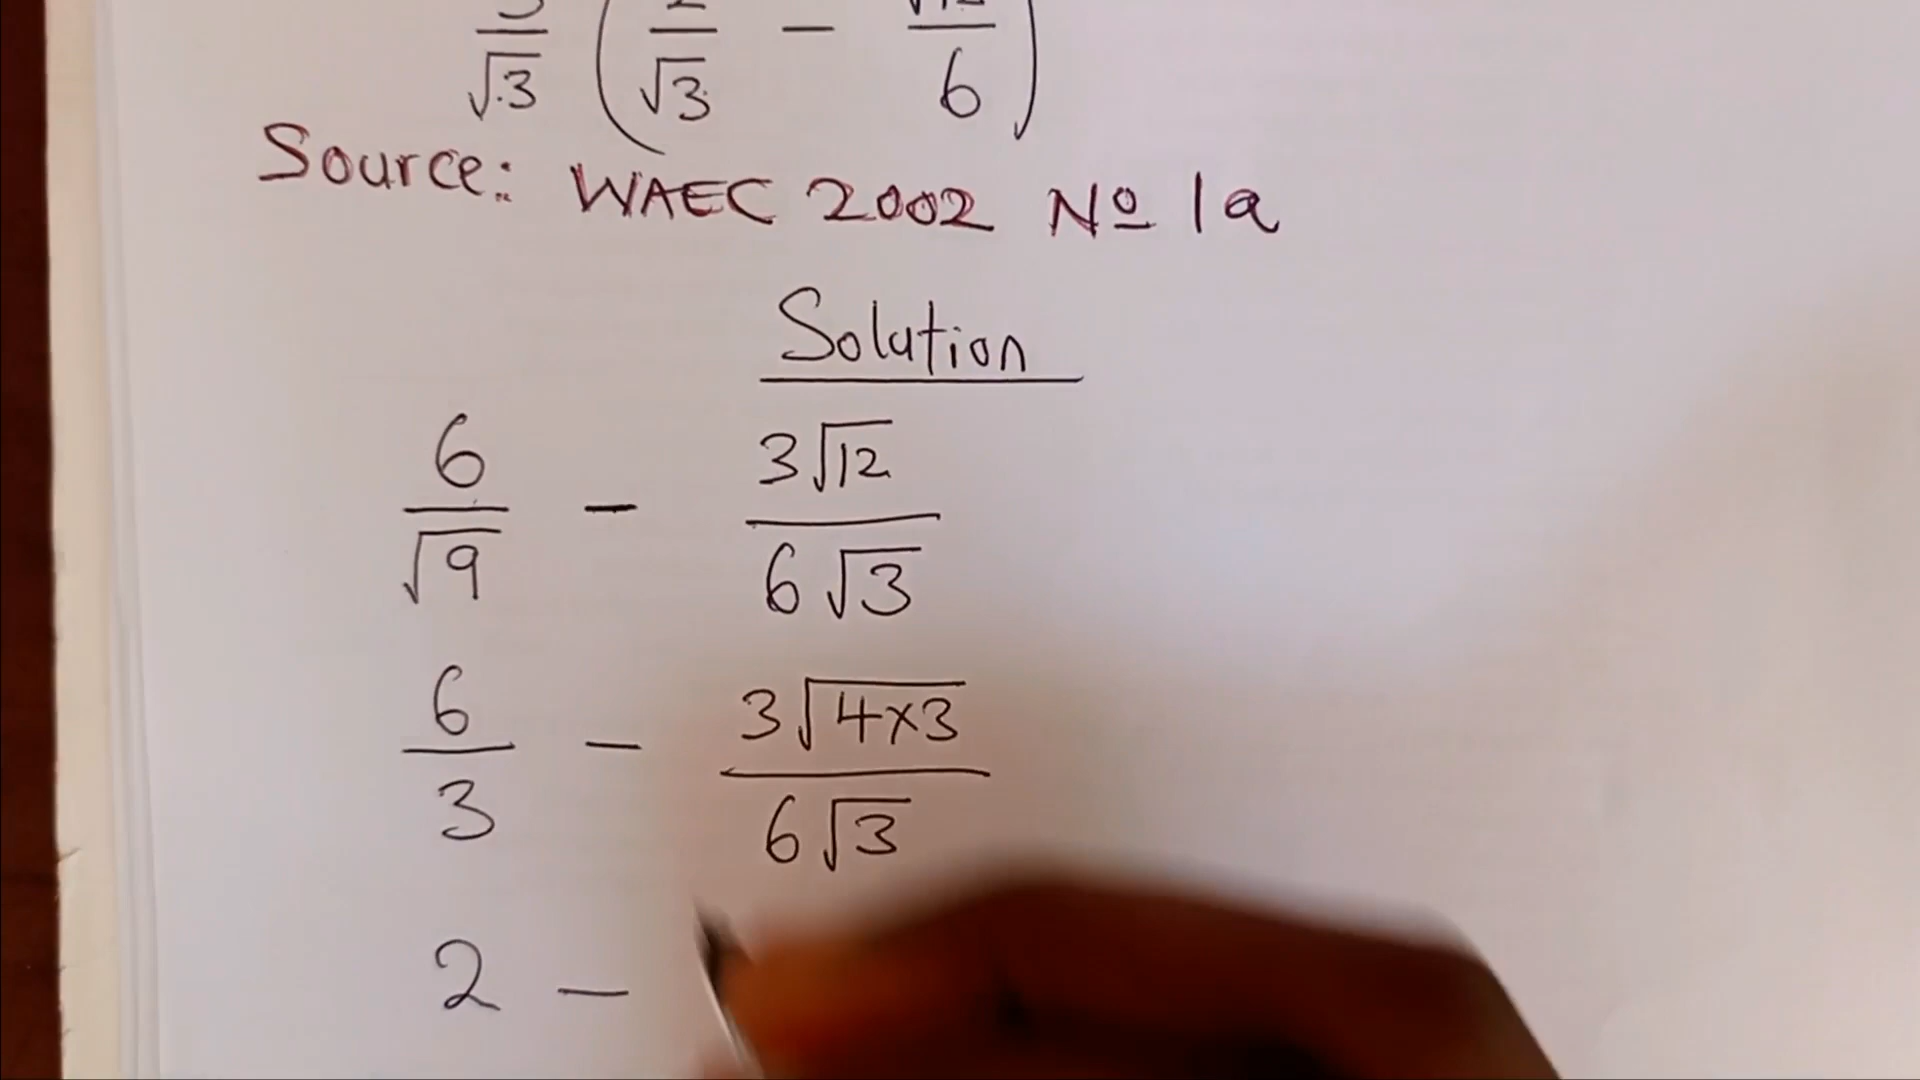 3/√3 (2/√3 − √12/6)
Source: WAEC 2002 No 1a
Solution
6/√9 − 3√12/6√3
6/3 − 3√4×3/6√3
2 −